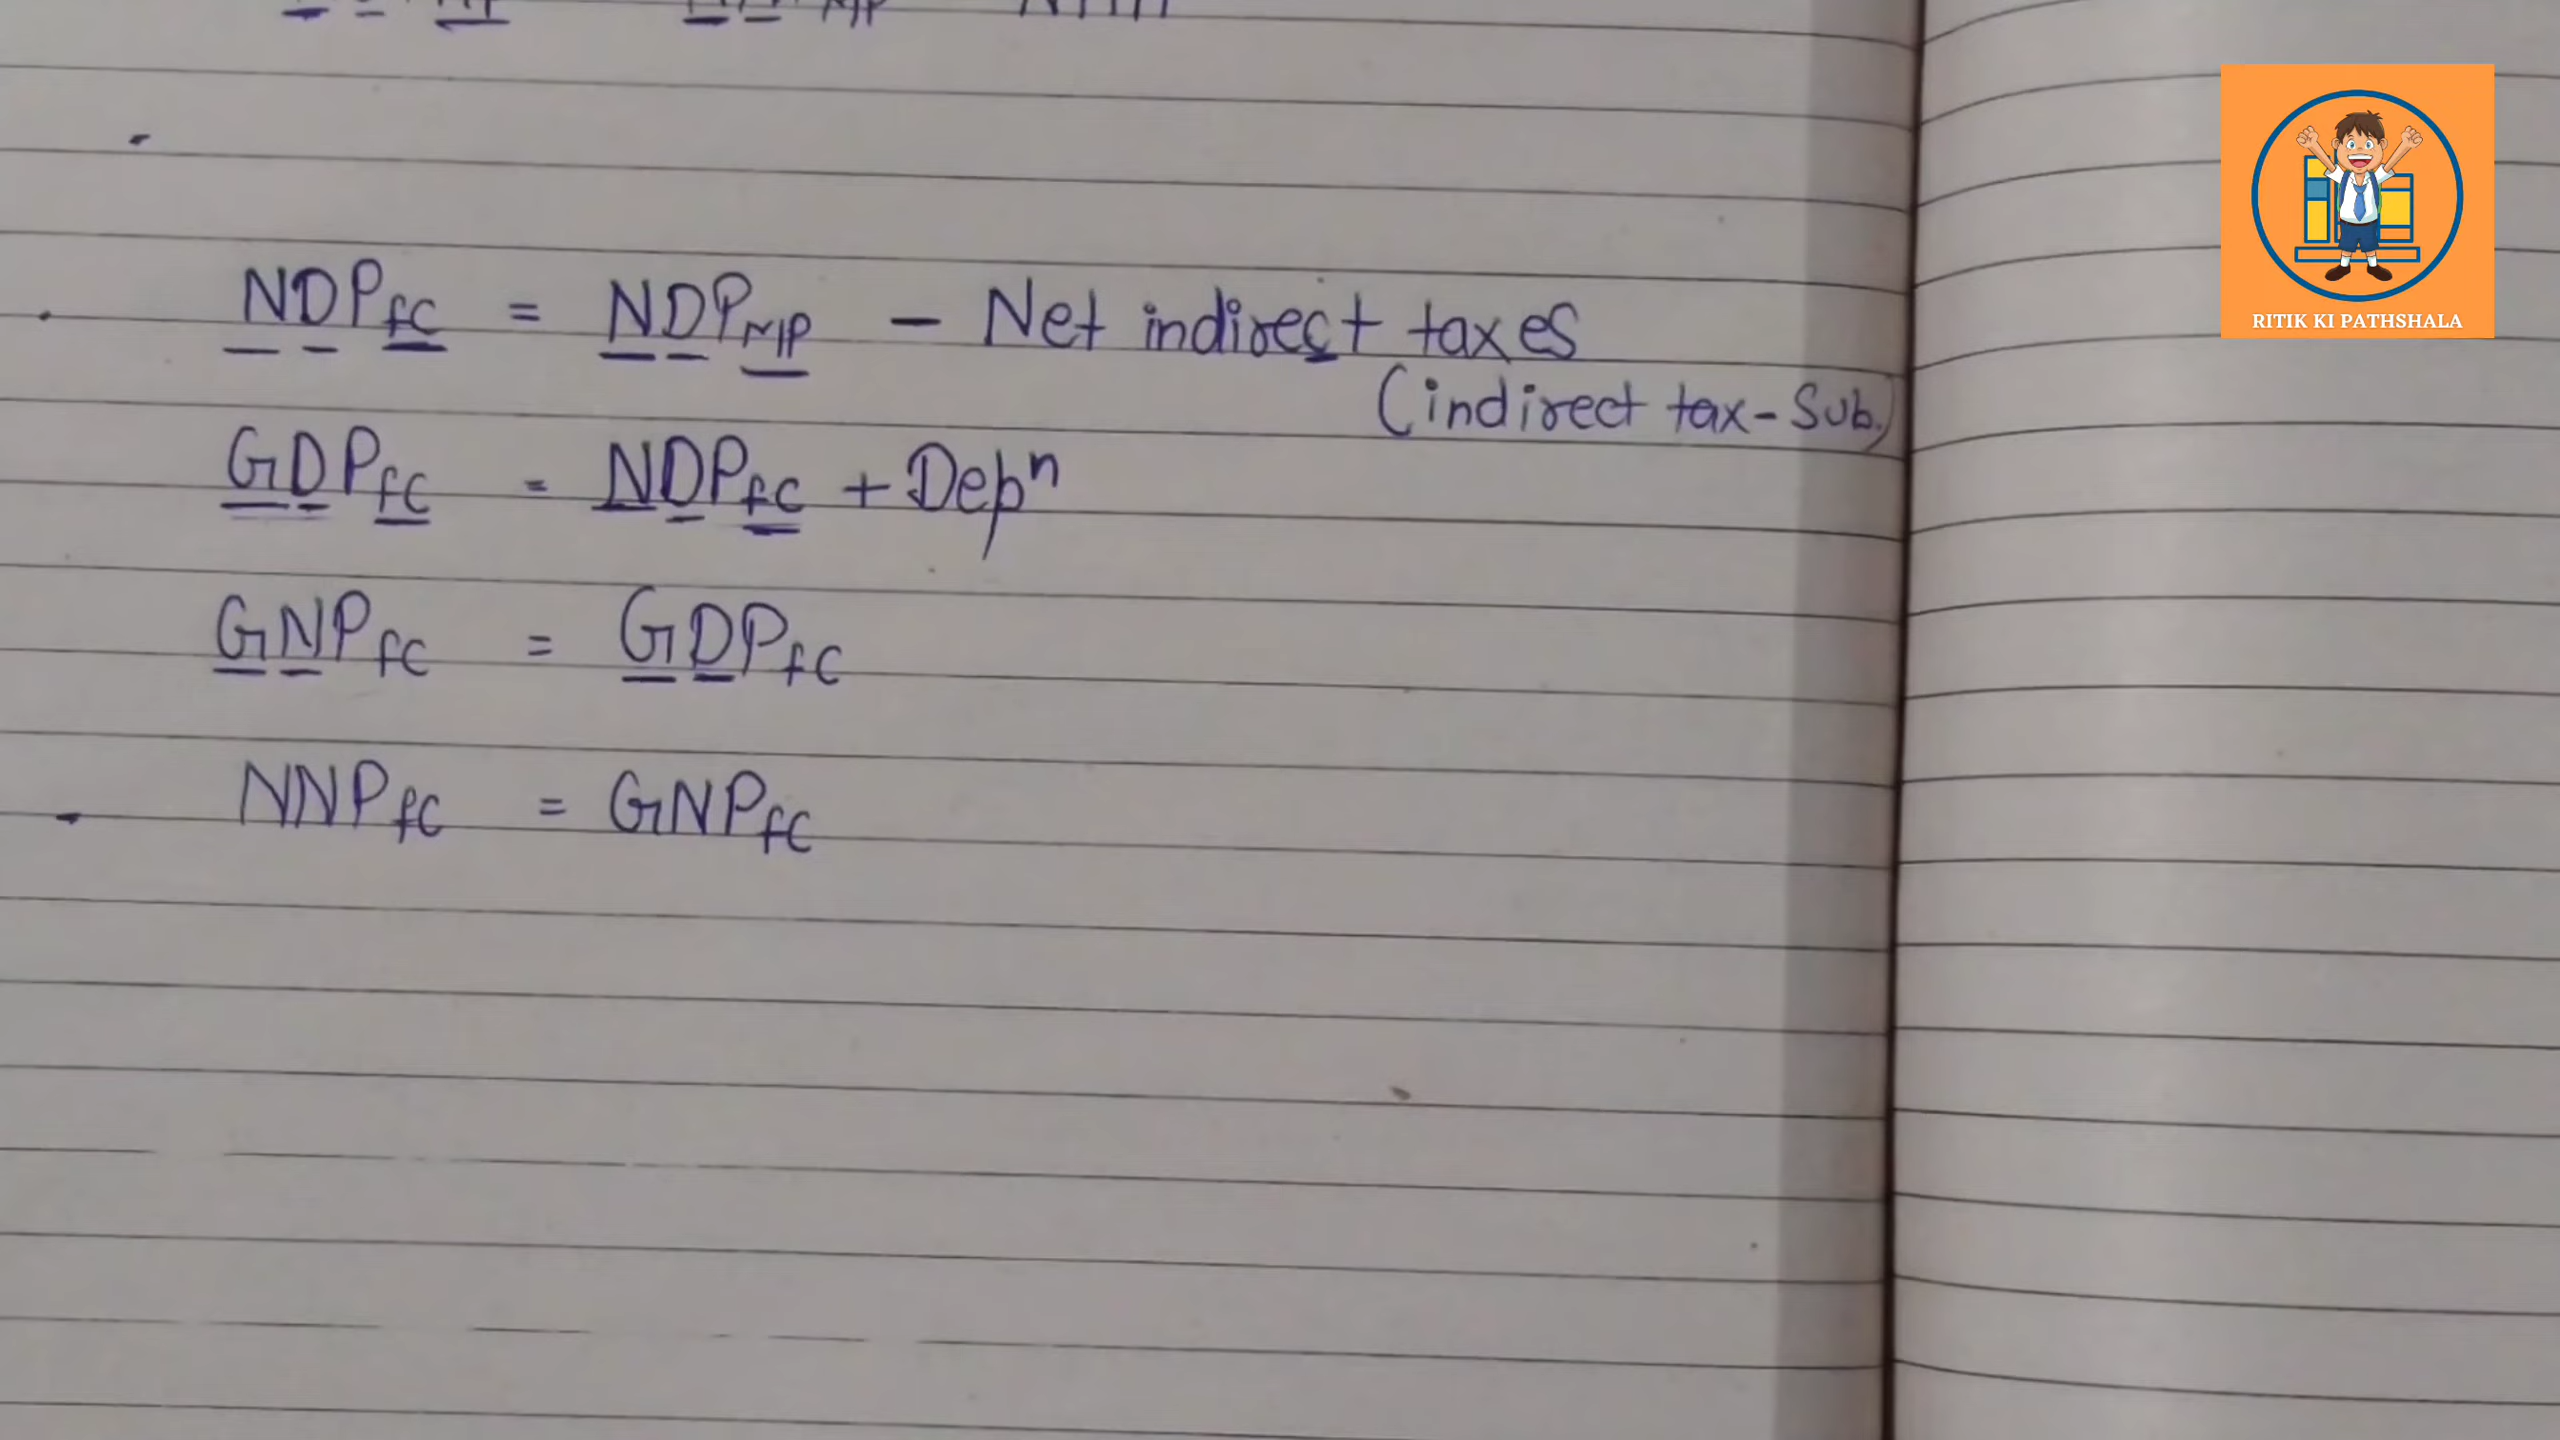 RITIK KI PATHSHALA
NDPfc = NDPMP - Net indirect taxes
(indirect tax - Sub.)
GDPfc = NDPfc + Depⁿ
GNPfc = GDPfc
NNPfc = GNPfc